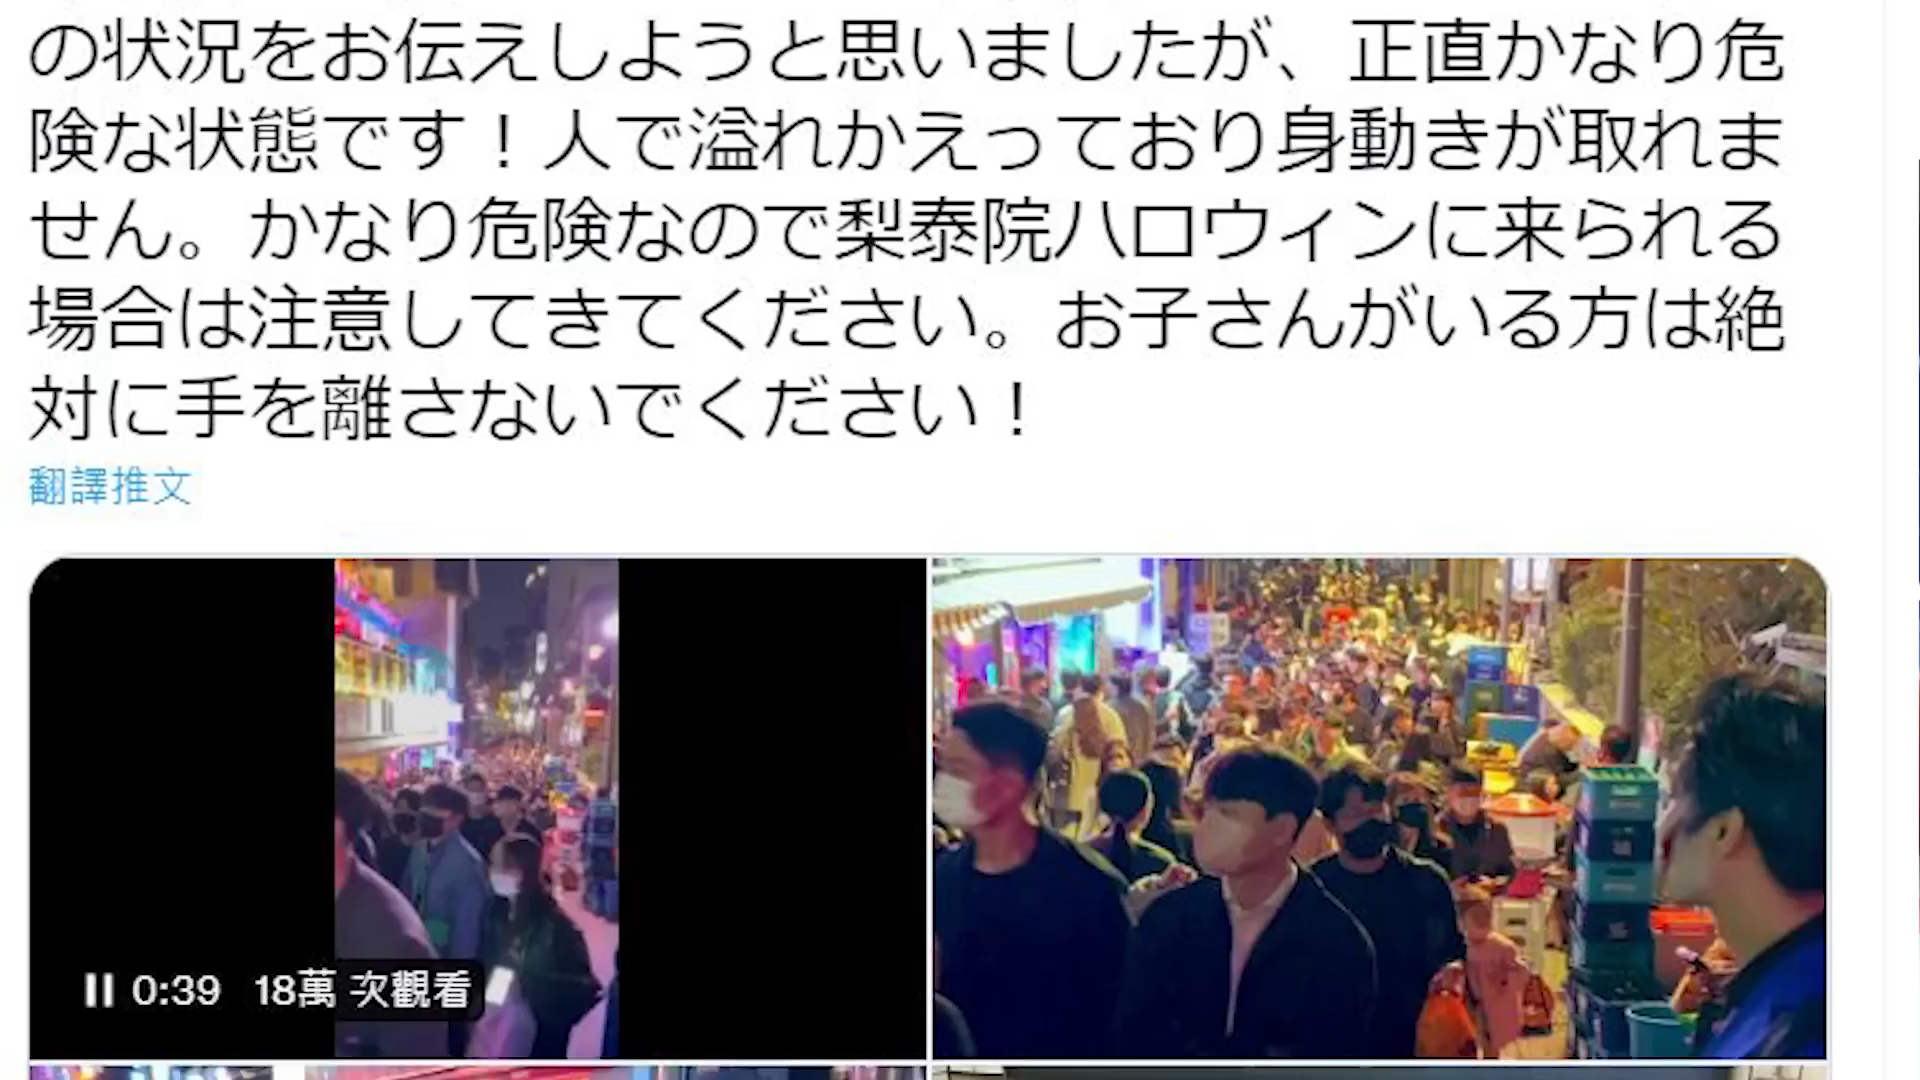 の状況をお伝えしようと思いましたが、正直かなり危
険な状態です！人で溢れかえっており身動きが取れま
せん。かなり危険なので梨泰院ハロウィンに来られる
場合は注意してきてください。お子さんがいる方は絶
対に手を離さないでください！
翻譯推文
0:39 18萬 次觀看